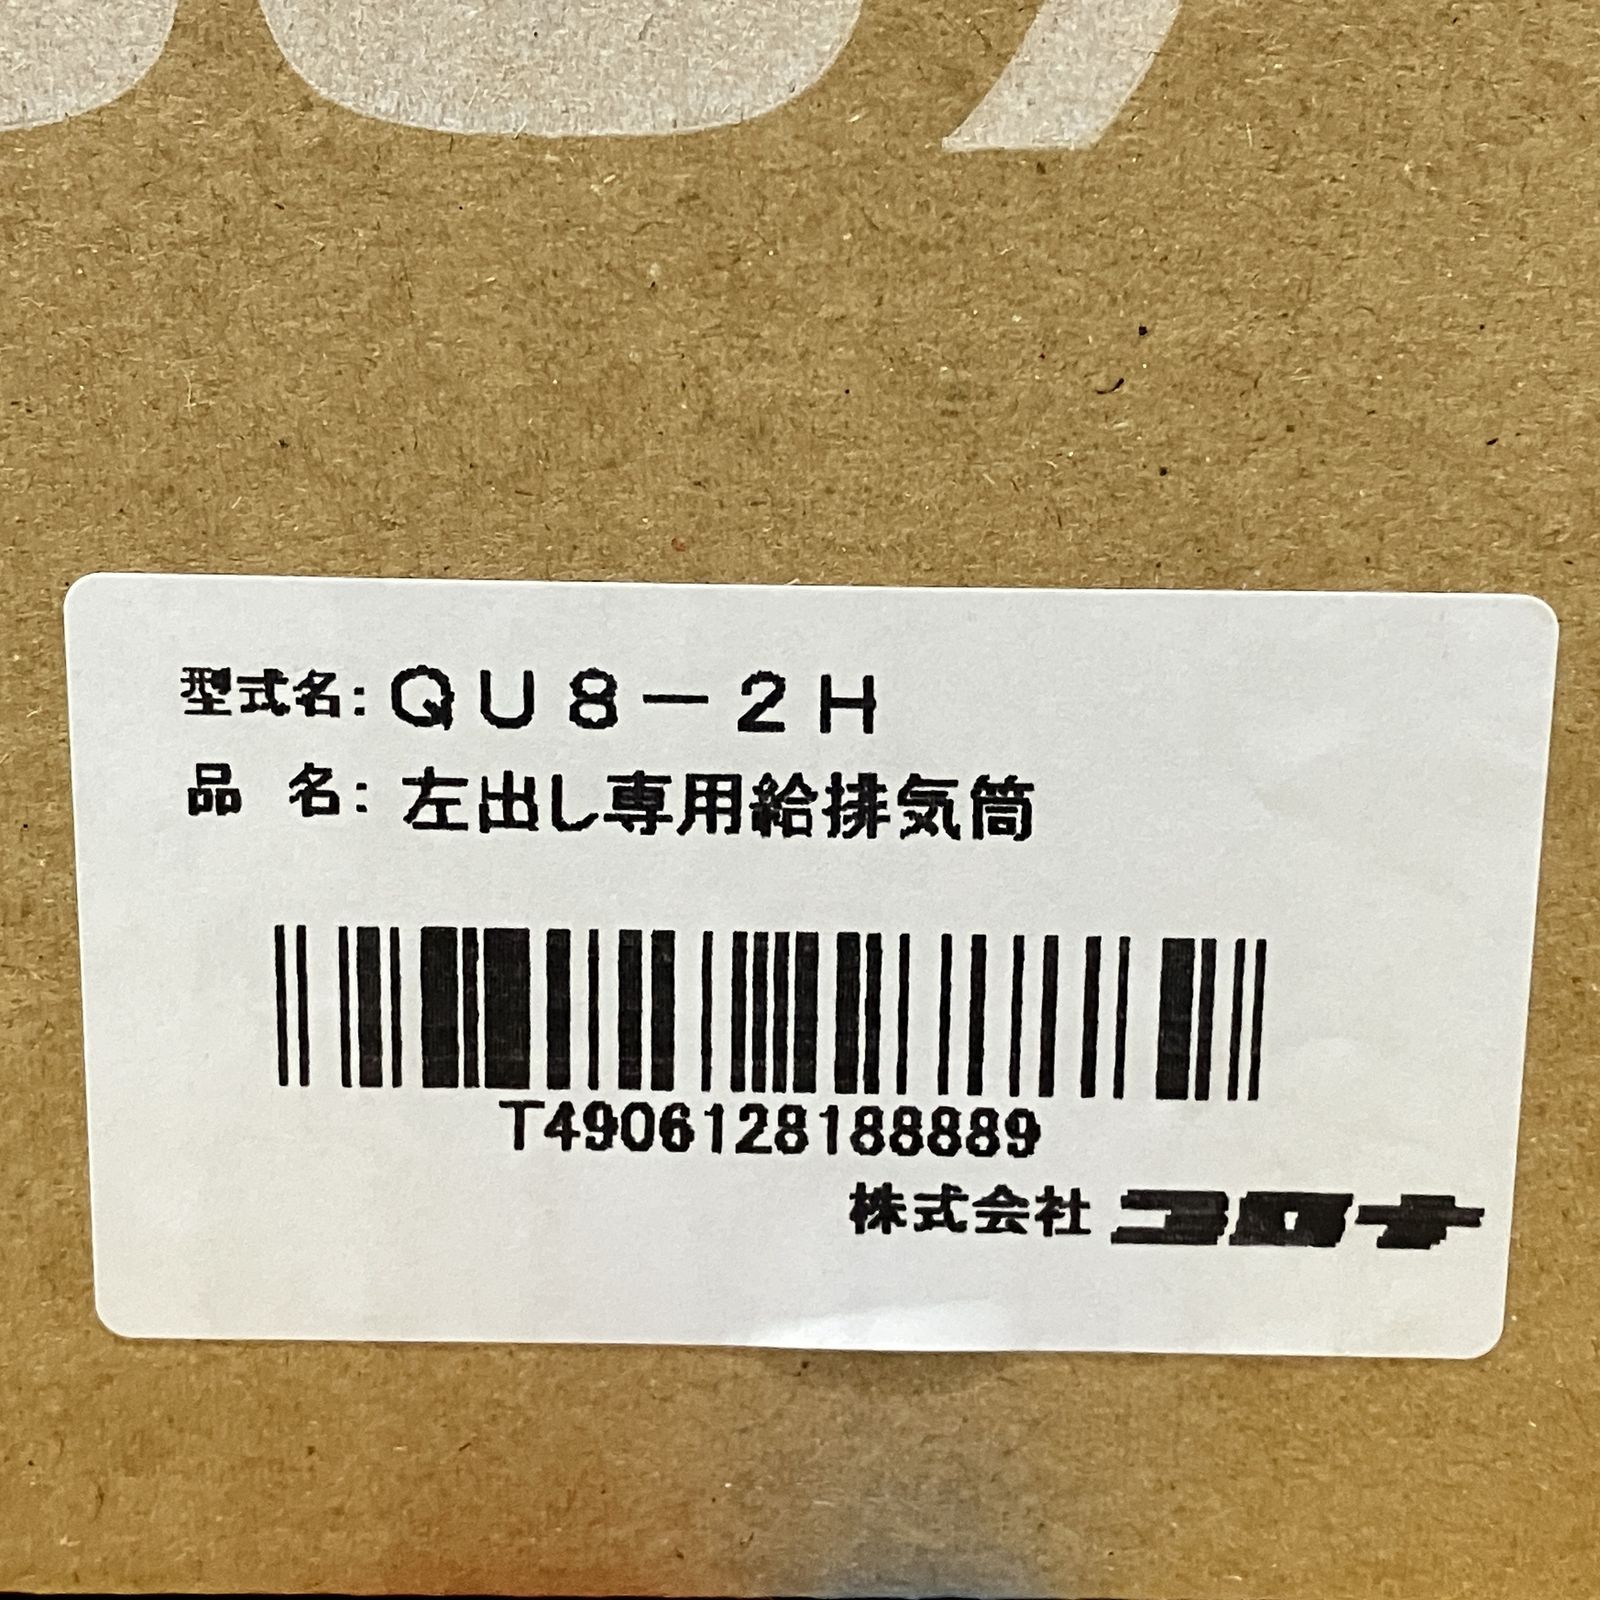 型式名:QU8-2H
品 名:左出し専用給排気筒
T4906128188889
株式会社 コロナ